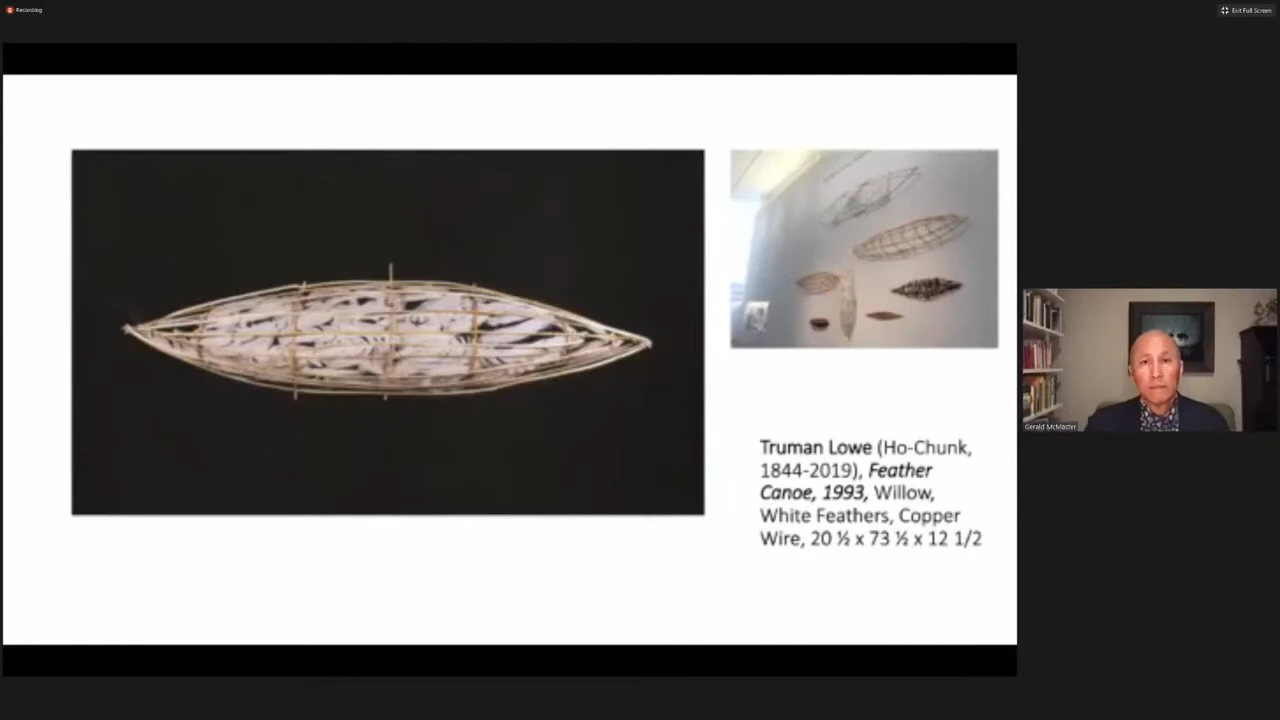 Recording
Exit Full Screen
Truman Lowe (Ho-Chunk,
1844-2019), Feather
Canoe, 1993, Willow,
White Feathers, Copper
Wire, 20 ½ x 73 ½ x 12 1/2
Gerald McMaster